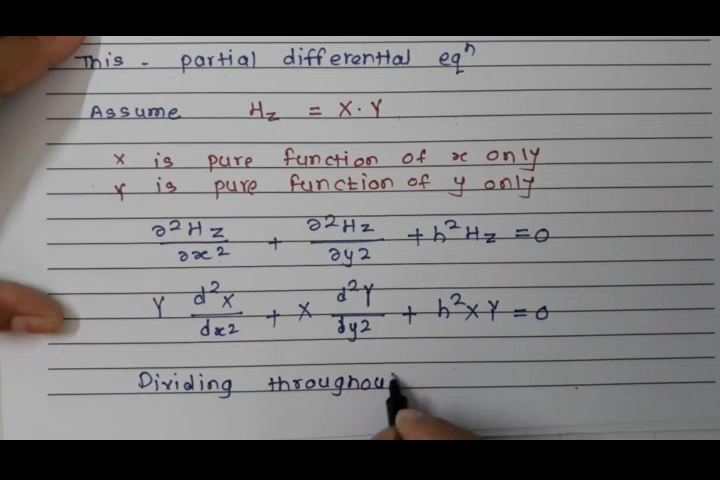 This - partial differential eqⁿ
Assume Hz = X·Y
X is pure function of x only
Y is pure function of y only
∂²Hz/∂x² + ∂²Hz/∂y² + h²Hz = 0
Y d²X/dx² + X d²Y/dy² + h²XY = 0
Dividing throughou